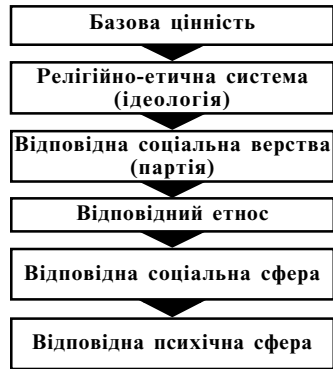 Базова цінність
Релігійно-етична система
(ідеологія)
Відповідна соціальна верства
(партія)
Відповідний етнос
Відповідна соціальна сфера
Відповідна психічна сфера